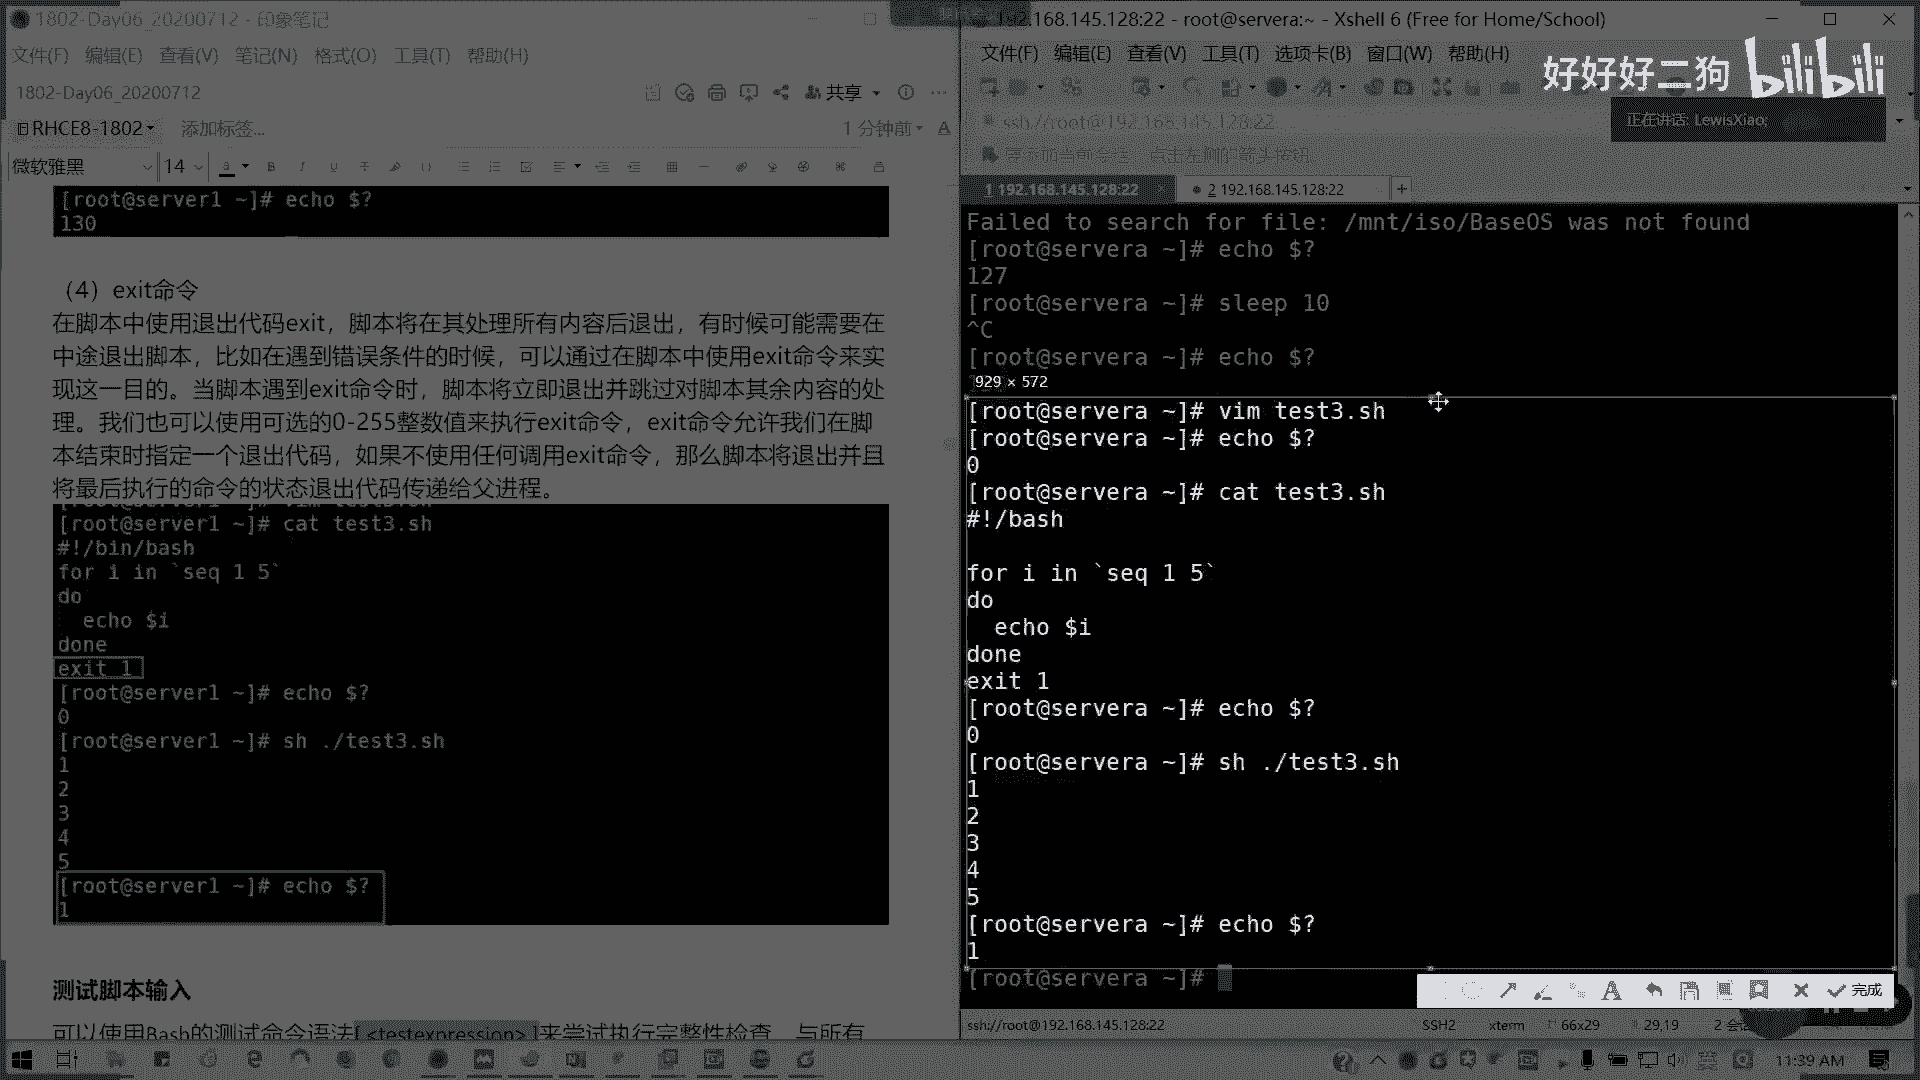 1802-Day06_20200712 - 印象笔记
文件(F) 编辑(E) 查看(V) 笔记(N) 格式(O) 工具(T) 帮助(H)
1802-Day06_20200712
共享
RHCE8-1802
添加标签...
1 分钟前
微软雅黑
14
[root@server1 ~]# echo $?
130
（4）exit命令
在脚本中使用退出代码exit，脚本将在其处理所有内容后退出，有时候可能需要在
中途退出脚本，比如在遇到错误条件的时候，可以通过在脚本中使用exit命令来实
现这一目的。当脚本遇到exit命令时，脚本将立即退出并跳过对脚本其余内容的处
理。我们也可以使用可选的0-255整数值来执行exit命令，exit命令允许我们在脚
本结束时指定一个退出代码，如果不使用任何调用exit命令，那么脚本将退出并且
将最后执行的命令的状态退出代码传递给父进程。
[root@server1 ~]# cat test3.sh
#!/bin/bash
for i in `seq 1 5`
do
echo $i
done
exit 1
[root@server1 ~]# echo $?
0
[root@server1 ~]# sh ./test3.sh
1
2
3
4
5
[root@server1 ~]# echo $?
1
测试脚本输入
可以使用Bash的测试命令语法[ <testexpression> ]来尝试执行完整性检查，与所有
192.168.145.128:22 - root@servera:~ - Xshell 6 (Free for Home/School)
文件(F) 编辑(E) 查看(V) 工具(T) 选项卡(B) 窗口(W) 帮助(H)
好好好二狗 bilibili
正在讲话: LewisXiao;
ssh://root@192.168.145.128:22
要添加当前会话，点击左侧的箭头按钮
1 192.168.145.128:22
2 192.168.145.128:22
Failed to search for file: /mnt/iso/BaseOS was not found
[root@servera ~]# echo $?
127
[root@servera ~]# sleep 10
^C
[root@servera ~]# echo $?
929 × 572
[root@servera ~]# vim test3.sh
[root@servera ~]# echo $?
0
[root@servera ~]# cat test3.sh
#!/bash
for i in `seq 1 5`
do
echo $i
done
exit 1
[root@servera ~]# echo $?
0
[root@servera ~]# sh ./test3.sh
1
2
3
4
5
[root@servera ~]# echo $?
1
[root@servera ~]#
完成
ssh://root@192.168.145.128:22
SSH2
xterm
66x29
29,19
11:39 AM